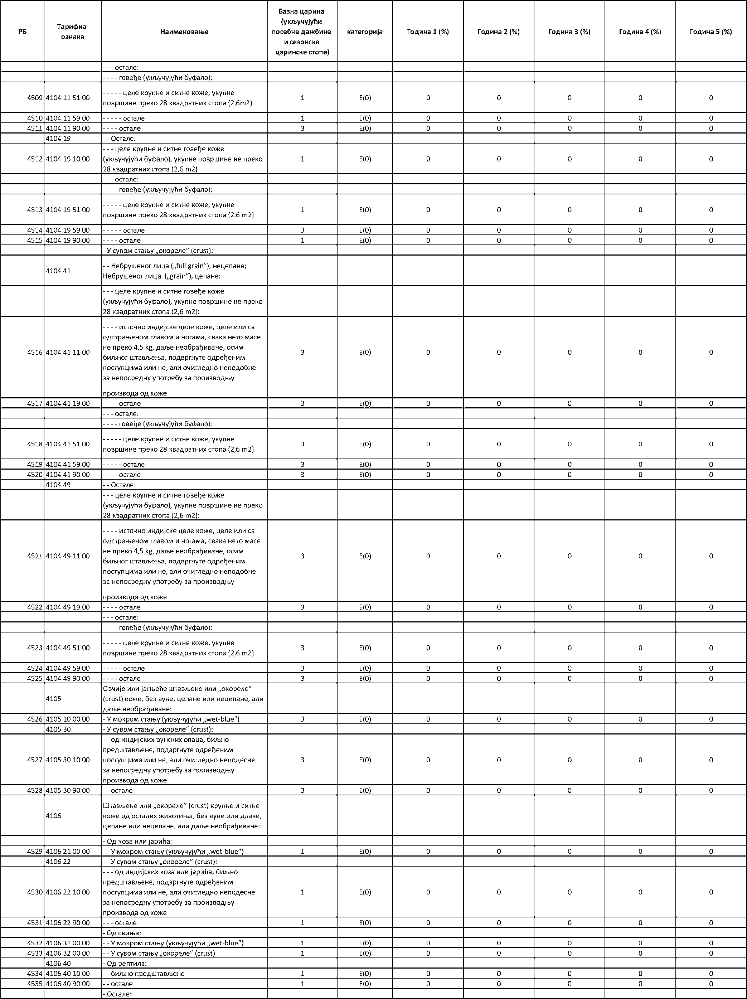 РБ Тарифна ознака Наименовање Базна царина (укључујући посебне дажбине и сезонске царинске стопе) категорија Година 1 (%) Година 2 (%) Година 3 (%) Година 4 (%) Година 5 (%)
- - - остале:
- - - - говеђе (укључујући буфало):
4509 4104 11 51 00 - - - - - целе крупне и ситне коже, укупне површине преко 28 квадратних стопа (2,6m2) 1 E(0) 0 0 0 0 0
4510 4104 11 59 00 - - - - - остале 1 E(0) 0 0 0 0 0
4511 4104 11 90 00 - - - - остале 3 E(0) 0 0 0 0 0
4104 19 - - Остале:
4512 4104 19 10 00 - - - целе крупне и ситне говеђе коже (укључујући буфало), укупне површине не преко 28 квадратних стопа (2,6 m2) 1 E(0) 0 0 0 0 0
- - - остале:
- - - - говеђе (укључујући буфало):
4513 4104 19 51 00 - - - - - целе крупне и ситне коже, укупне површине преко 28 квадратних стопа (2,6 m2) 1 E(0) 0 0 0 0 0
4514 4104 19 59 00 - - - - - остале 3 E(0) 0 0 0 0 0
4515 4104 19 90 00 - - - - остале 1 E(0) 0 0 0 0 0
- У сувом стању „окореле” (crust):
4104 41 - - Небрушеног лица („full grain”), нецепане; Небрушеног лица („grain”), цепане:
- - - целе крупне и ситне говеђе коже (укључујући буфало), укупне површине не преко 28 квадратних стопа (2,6 m2):
4516 4104 41 11 00 - - - - источно индијске целе коже, целе или са одстрањеном главом и ногама, свака нето масе не преко 4,5 kg, даље необрађиване, осим биљног штављења, подвргнуте одређеним поступцима или не, али очигледно неподобне за непосредну употребу за производњу производа од коже 3 E(0) 0 0 0 0 0
4517 4104 41 19 00 - - - - остале 3 E(0) 0 0 0 0 0
- - - остале:
- - - - говеђе (укључујући буфало):
4518 4104 41 51 00 - - - - - целе крупне и ситне коже, укупне површине преко 28 квадратних стопа (2,6 m2) 3 E(0) 0 0 0 0 0
4519 4104 41 59 00 - - - - - остале 3 E(0) 0 0 0 0 0
4520 4104 41 90 00 - - - - остале 3 E(0) 0 0 0 0 0
4104 49 - - Остале:
- - - целе крупне и ситне говеђе коже (укључујући буфало), укупне површине не преко 28 квадратних стопа (2,6 m2):
4521 4104 49 11 00 - - - - источно индијске целе коже, целе или са одстрањеном главом и ногама, свака нето масе не преко 4,5 kg, даље необрађиване, осим биљног штављења, подвргнуте одређеним поступцима или не, али очигледно неподобне за непосредну употребу за производњу производа од коже 3 E(0) 0 0 0 0 0
4522 4104 49 19 00 - - - - остале 3 E(0) 0 0 0 0 0
- - - остале:
- - - - говеђе (укључујући буфало):
4523 4104 49 51 00 - - - - - целе крупне и ситне коже, укупне површине преко 28 квадратних стопа (2,6 m2) 3 E(0) 0 0 0 0 0
4524 4104 49 59 00 - - - - - остале 3 E(0) 0 0 0 0 0
4525 4104 49 90 00 - - - - остале 3 E(0) 0 0 0 0 0
4105 Овчије или јагњеће штављене или „окореле” (crust) коже, без вуне, цепане или нецепане, али даље необрађиване:
4526 4105 10 00 00 - У мокром стању (укључујући „wet-blue”) 3 E(0) 0 0 0 0 0
4105 30 - У сувом стању „окореле” (crust):
4527 4105 30 10 00 - - од индијских рунских оваца, биљно предштављене, подвргнуте одређеним поступцима или не, али очигледно неподесне за непосредну употребу за производњу производа од коже 3 E(0) 0 0 0 0 0
4528 4105 30 90 00 - - остале 3 E(0) 0 0 0 0 0
4106 Штављене или „окореле” (crust) крупне и ситне коже од осталих животиња, без вуне или длаке, цепане или нецепане, али даље необрађиване:
- Од коза или јарића:
4529 4106 21 00 00 - - У мокром стању (укључујући „wet-blue”) 1 E(0) 0 0 0 0 0
4106 22 - - У сувом стању „окореле” (crust):
4530 4106 22 10 00 - - - од индијских коза или јарића, биљно предштављене, подвргнуте одређеним поступцима или не, али очигледно неподесне за непосредну употребу за производњу производа од коже 1 E(0) 0 0 0 0 0
4531 4106 22 90 00 - - - остале 1 E(0) 0 0 0 0 0
- Од свиња:
4532 4106 31 00 00 - - У мокром стању (укључујући „wet-blue”) 1 E(0) 0 0 0 0 0
4533 4106 32 00 00 - - У сувом стању „окореле” (crust) 1 E(0) 0 0 0 0 0
4106 40 - Од рептила:
4534 4106 40 10 00 - - биљно предштављене 1 E(0) 0 0 0 0 0
4535 4106 40 90 00 - - остале 1 E(0) 0 0 0 0 0
- Остале: